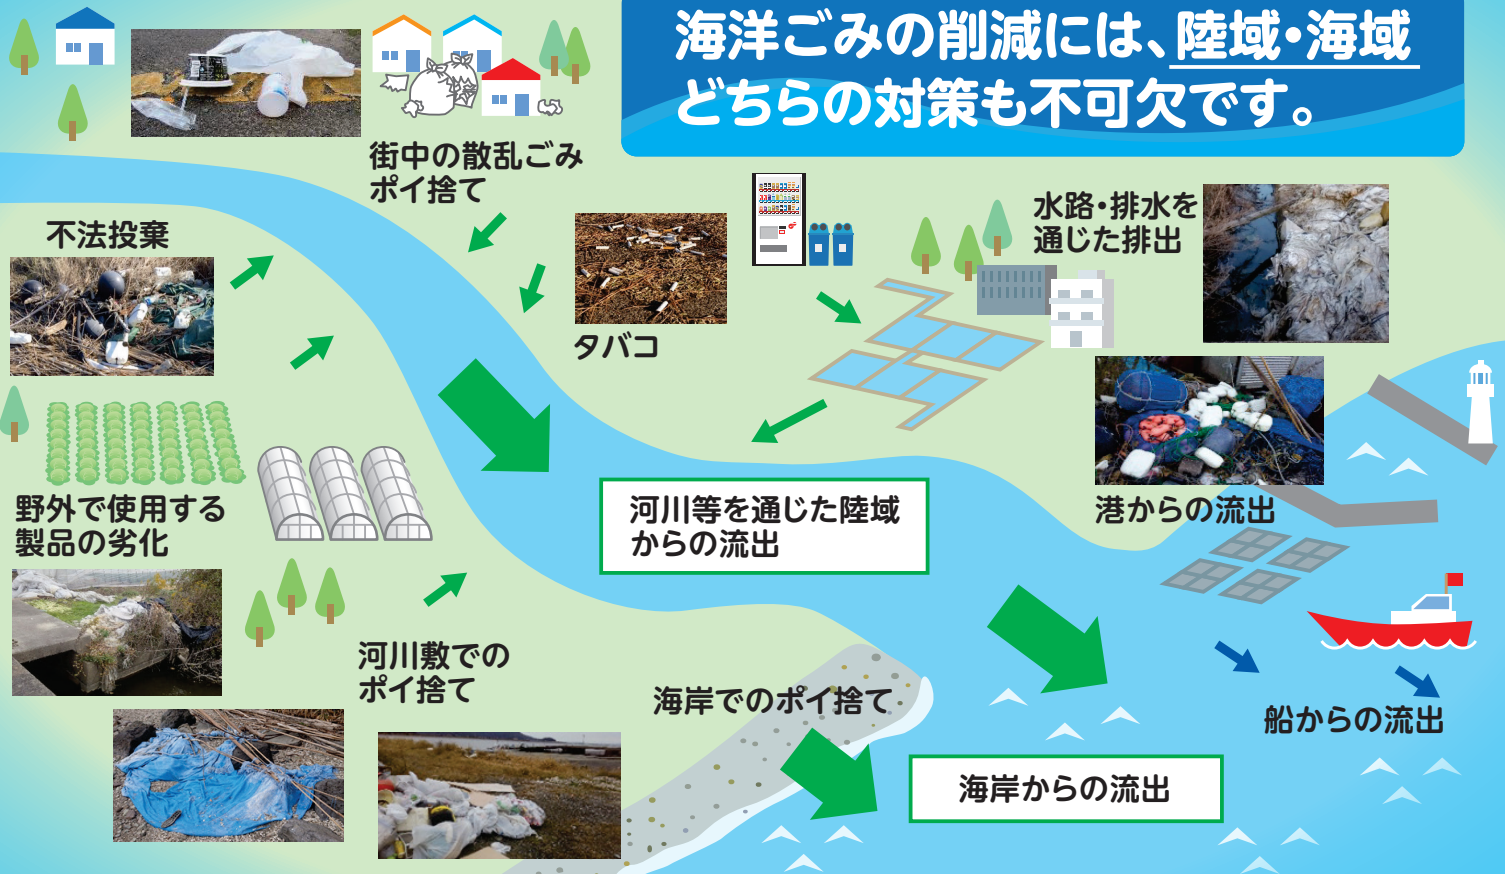 海洋ごみの削減には、陸域・海域
どちらの対策も不可欠です。
街中の散乱ごみ
ポイ捨て
不法投棄
タバコ
水路・排水を
通じた排出
野外で使用する
製品の劣化
河川等を通じた陸域
からの流出
港からの流出
河川敷での
ポイ捨て
海岸でのポイ捨て
船からの流出
海岸からの流出